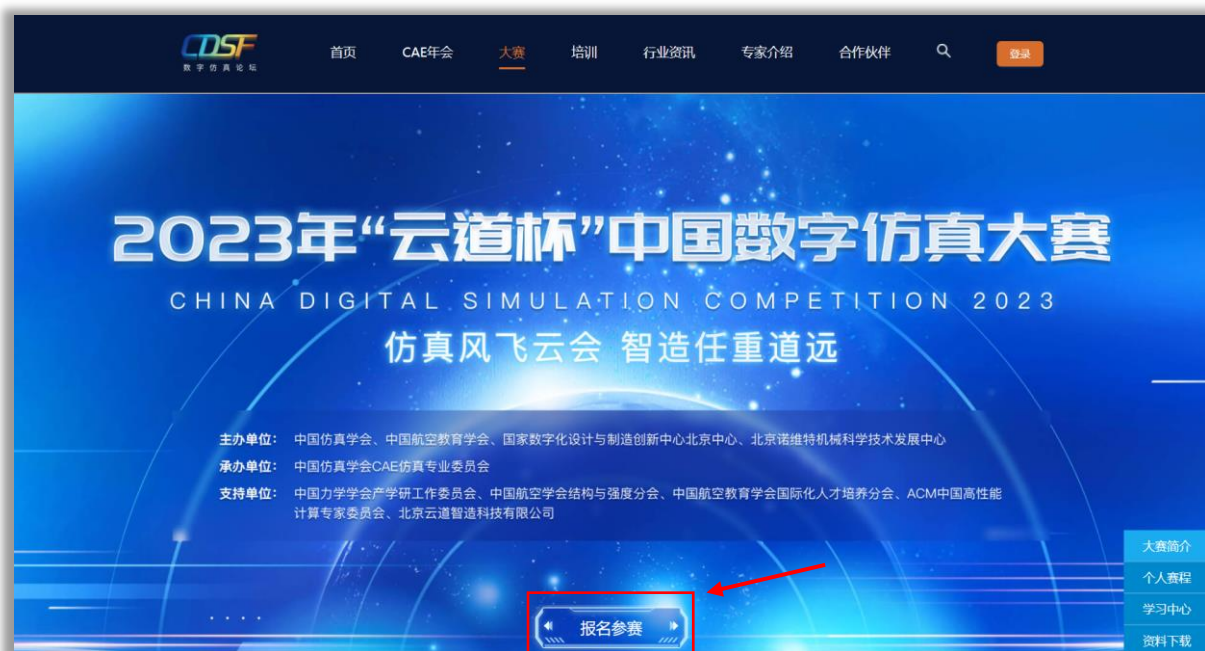 CDSF
数字仿真论坛
首页 CAE年会 大赛 培训 行业资讯 专家介绍 合作伙伴 登录
2023年“云道杯”中国数字仿真大赛
CHINA DIGITAL SIMULATION COMPETITION 2023
仿真风飞云会 智造任重道远
主办单位: 中国仿真学会、中国航空教育学会、国家数字化设计与制造创新中心北京中心、北京诺维特机械科学技术发展中心
承办单位: 中国仿真学会CAE仿真专业委员会
支持单位: 中国力学学会产学研工作委员会、中国航空学会结构与强度分会、中国航空教育学会国际化人才培养分会、ACM中国高性能
计算专家委员会、北京云道智造科技有限公司
大赛简介
个人赛程
学习中心
资料下载
报名参赛